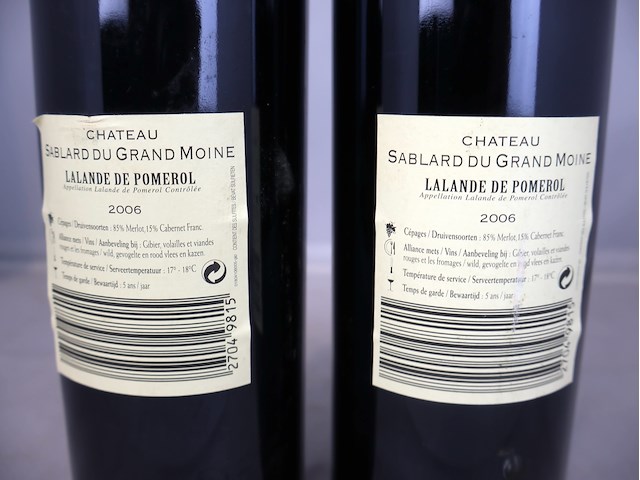 CHATEAU
SABLARD DU GRAND MOINE
LALANDE DE POMEROL
Appellation Lalande de Pomerol Contrôlée
2006
Cépages / Druivensoorten : 85% Merlot, 15% Cabernet Franc.
Alliance mets / Vins / Aanbeveling bij : Gibier, volailles et viandes
rouges et les fromages / wild, gevogelte en rood vlees en kazen.
Température de service / Serveertemperatuur : 17° - 18°C
Temps de garde / Bewaartijd : 5 ans / jaar
2704 9815
CHATEAU
SABLARD DU GRAND MOINE
LALANDE DE POMEROL
Appellation Lalande de Pomerol Contrôlée
2006
Cépages / Druivensoorten : 85% Merlot, 15% Cabernet Franc.
Alliance mets / Vins / Aanbeveling bij : Gibier, volailles et viandes
rouges et les fromages / wild, gevogelte en rood vlees en kazen.
Température de service / Serveertemperatuur : 17° - 18°C
Temps de garde / Bewaartijd : 5 ans / jaar
2704 9815